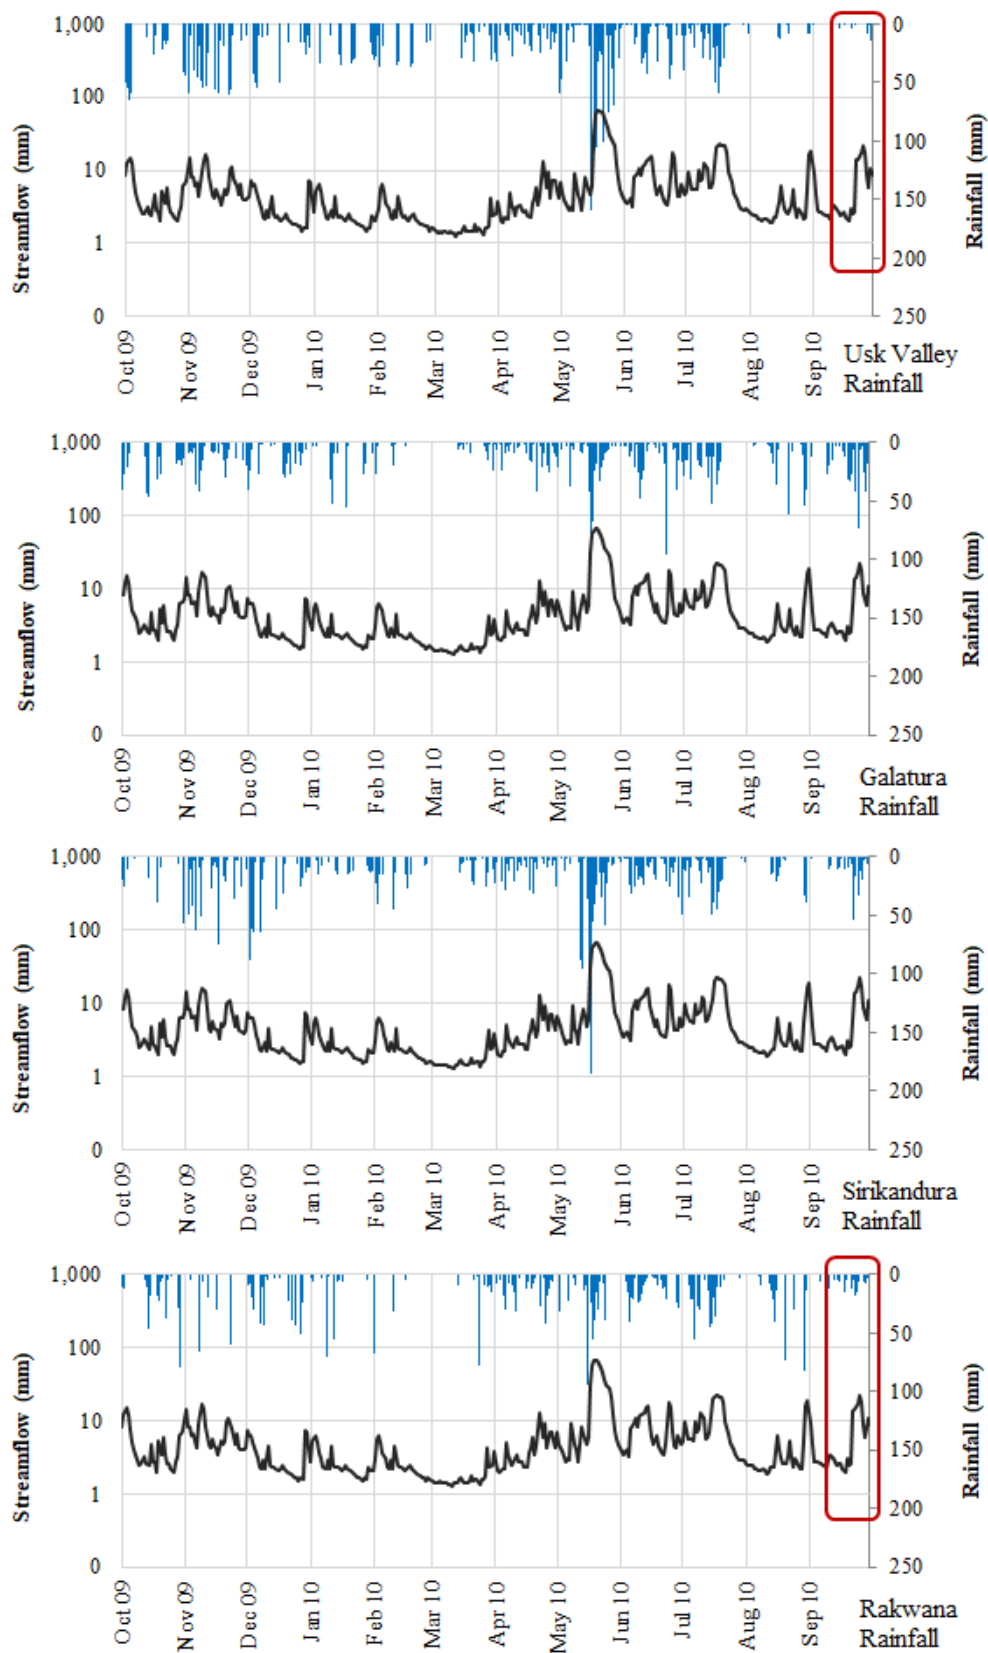 1,000
100
10
1
0
Streamflow (mm)
0
50
100
150
200
250
Rainfall (mm)
Oct 09
Nov 09
Dec 09
Jan 10
Feb 10
Mar 10
Apr 10
May 10
Jun 10
Jul 10
Aug 10
Sep 10
Usk Valley
Rainfall
1,000
100
10
1
0
Streamflow (mm)
0
50
100
150
200
250
Rainfall (mm)
Oct 09
Nov 09
Dec 09
Jan 10
Feb 10
Mar 10
Apr 10
May 10
Jun 10
Jul 10
Aug 10
Sep 10
Galatura
Rainfall
1,000
100
10
1
0
Streamflow (mm)
0
50
100
150
200
250
Rainfall (mm)
Oct 09
Nov 09
Dec 09
Jan 10
Feb 10
Mar 10
Apr 10
May 10
Jun 10
Jul 10
Aug 10
Sep 10
Sirikandura
Rainfall
1,000
100
10
1
0
Streamflow (mm)
0
50
100
150
200
250
Rainfall (mm)
Oct 09
Nov 09
Dec 09
Jan 10
Feb 10
Mar 10
Apr 10
May 10
Jun 10
Jul 10
Aug 10
Sep 10
Rakwana
Rainfall